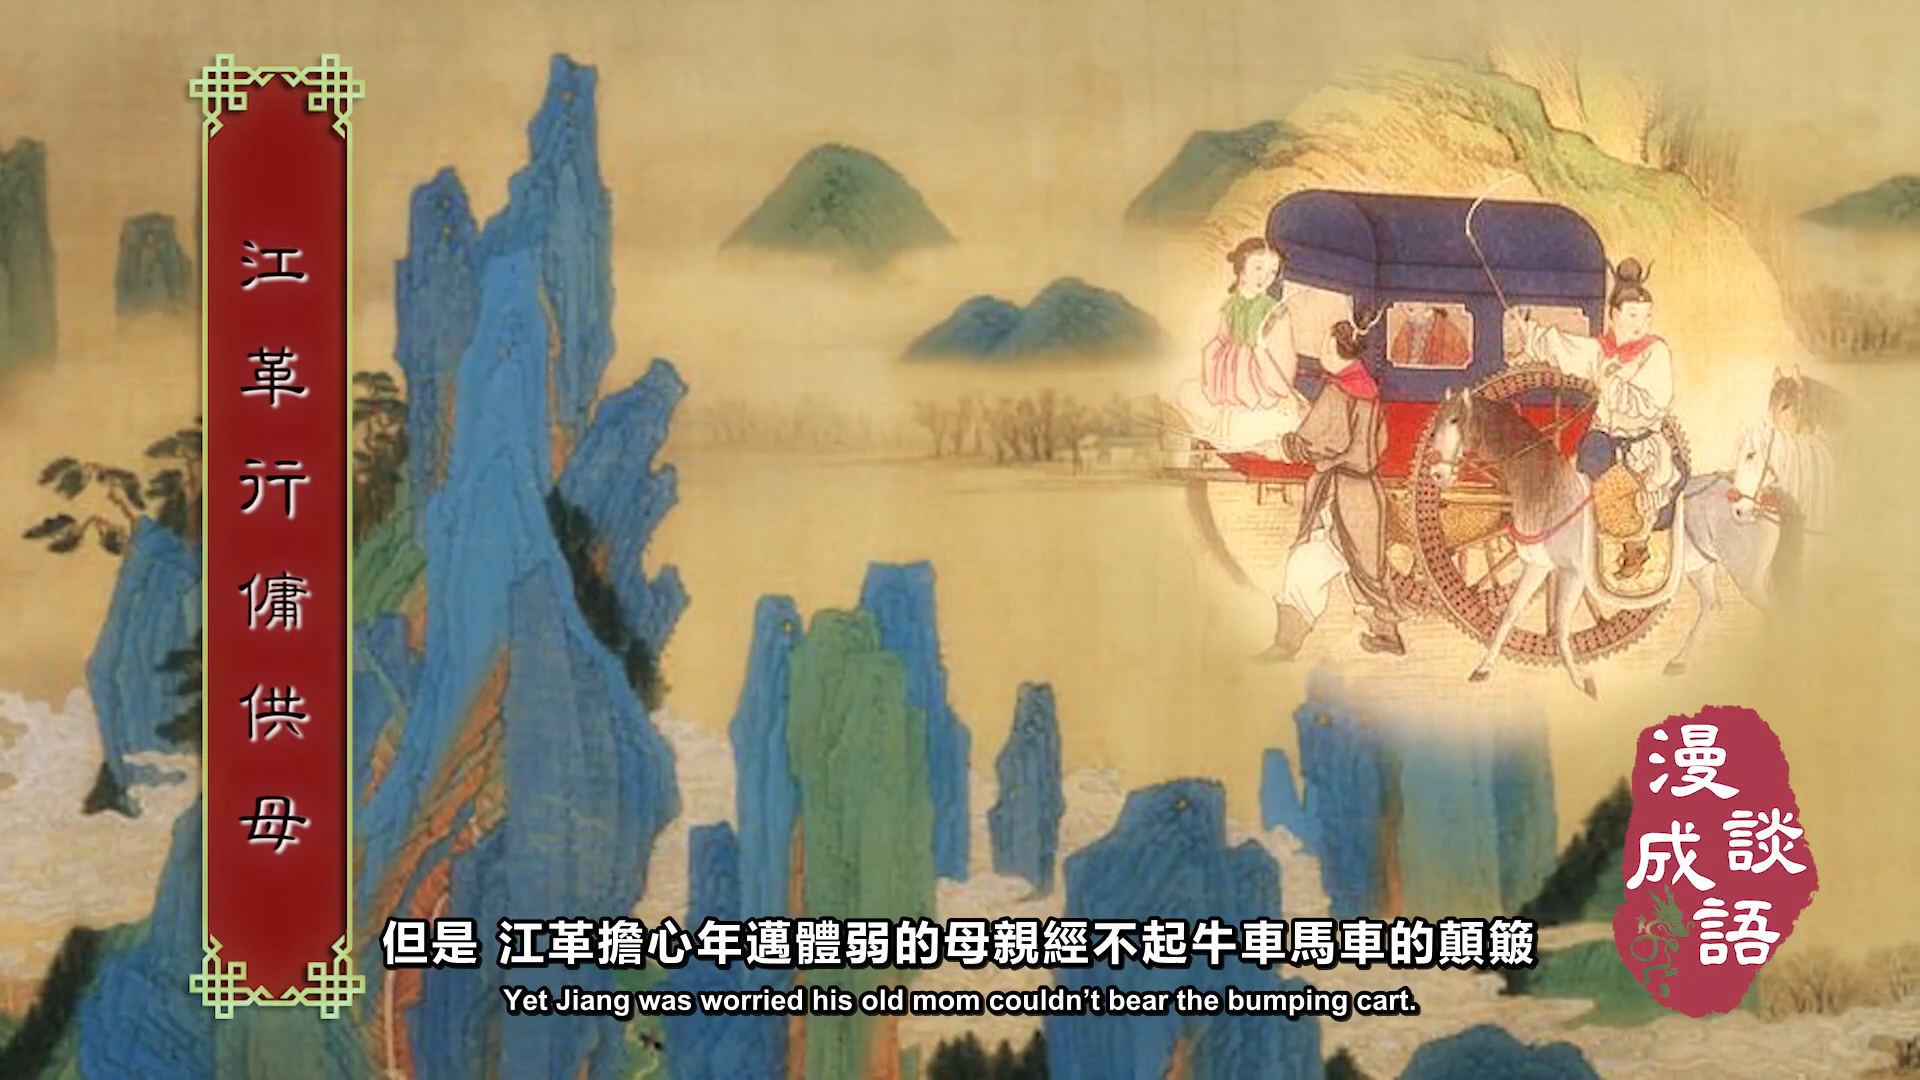 江革行傭供母
漫談
成語
但是 江革擔心年邁體弱的母親經不起牛車馬車的顛簸
Yet Jiang was worried his old mom couldn’t bear the bumping cart.